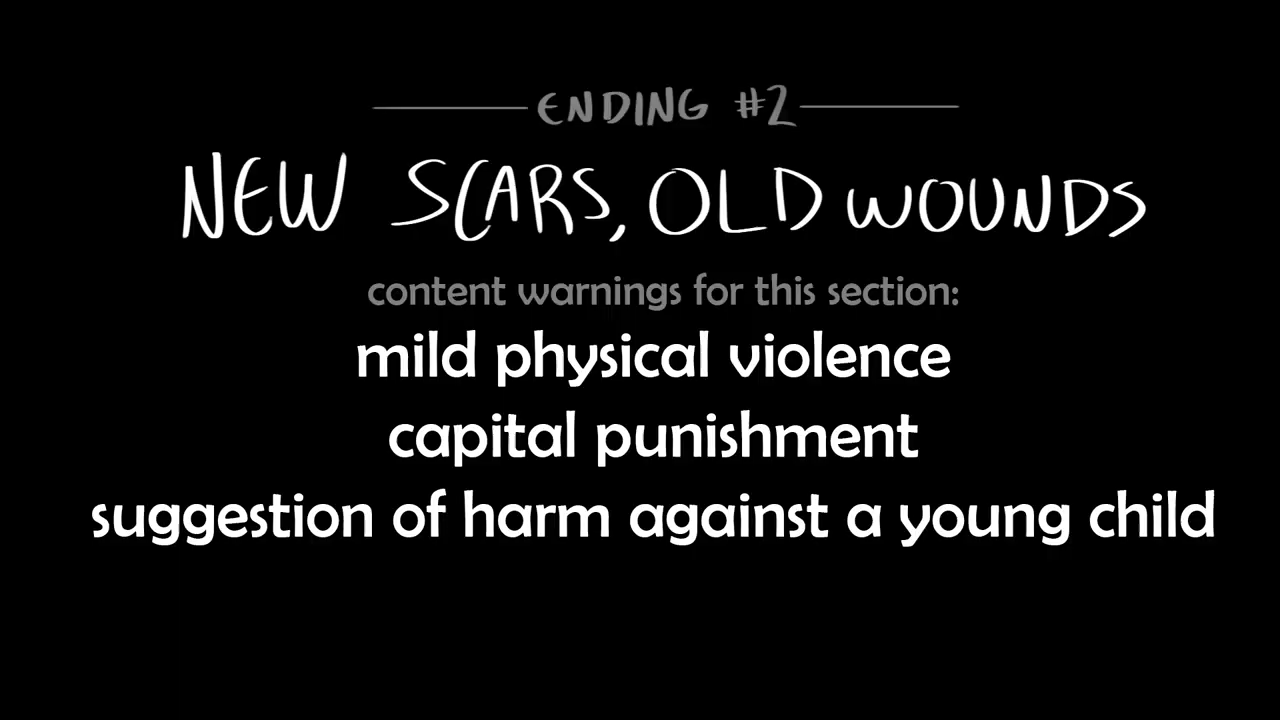 ENDING #2
NEW SCARS, OLD WOUNDS
content warnings for this section:
mild physical violence
capital punishment
suggestion of harm against a young child